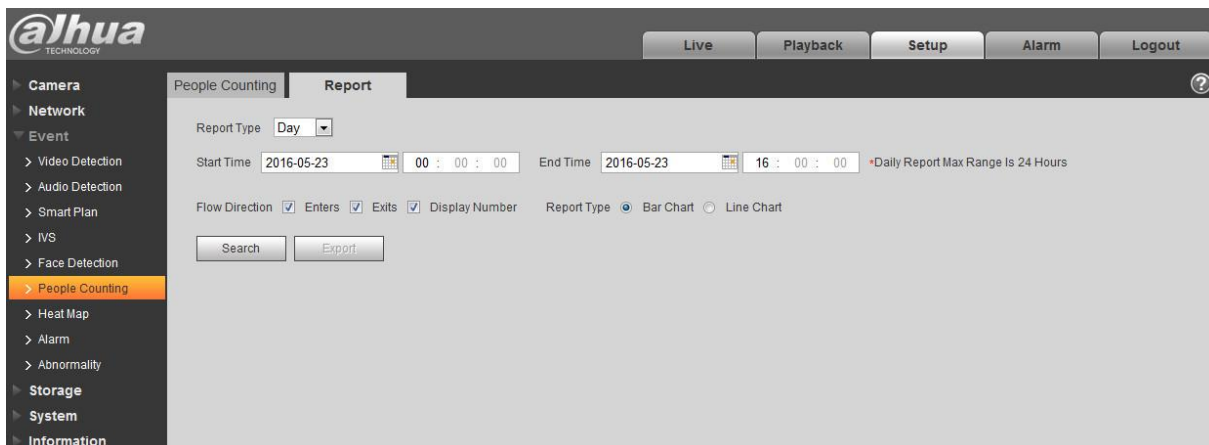 alhua
TECHNOLOGY
Live Playback Setup Alarm Logout
Camera
Network
Event
Video Detection
Audio Detection
Smart Plan
IVS
Face Detection
People Counting
Heat Map
Alarm
Abnormality
Storage
System
Information
People Counting Report
?
Report Type Day
Start Time 2016-05-23 00 : 00 : 00 End Time 2016-05-23 16 : 00 : 00 *Daily Report Max Range Is 24 Hours
Flow Direction Enters Exits Display Number Report Type Bar Chart Line Chart
Search Export